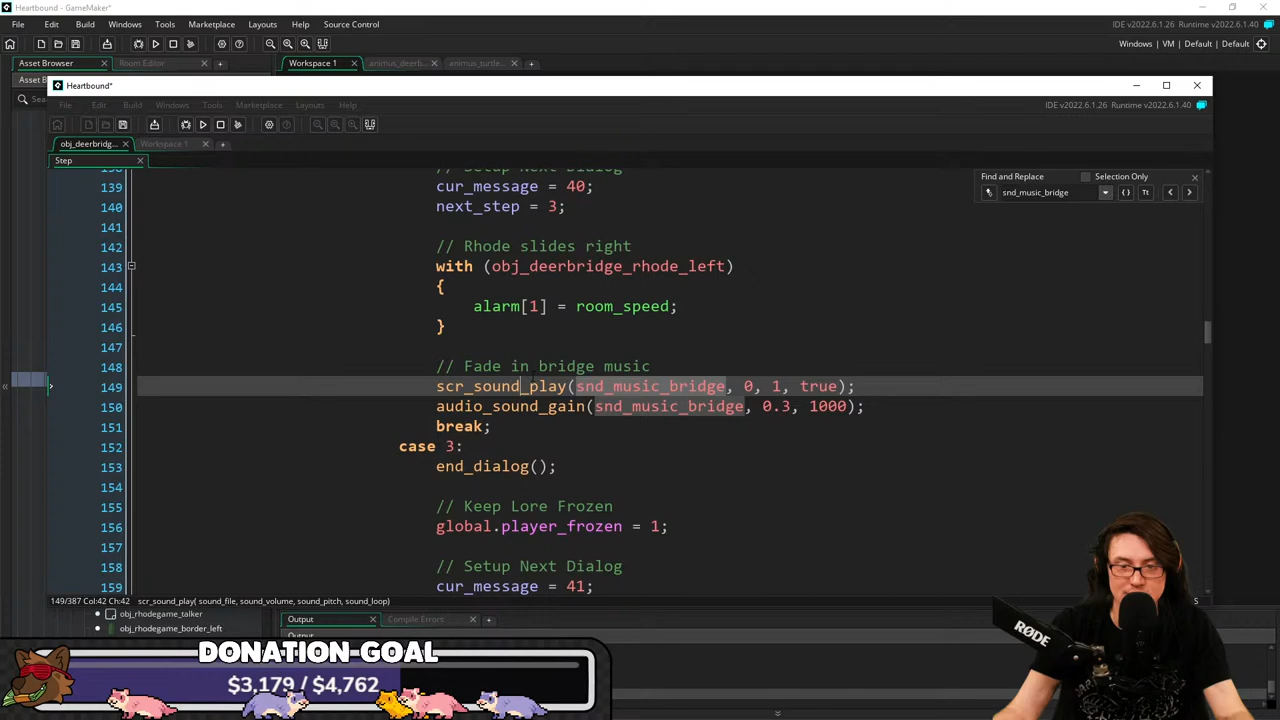 Heartbound* - GameMaker
File Edit Build Windows Tools Marketplace Layouts Help Source Control
IDE v2022.6.1.26 Runtime v2022.6.1.40
Windows | VM | Default | Default
Asset Browser Room Editor
Workspace 1 animus_deerb... animus_turtle...
Heartbound*
File Edit Build Windows Tools Marketplace Layouts Help
IDE v2022.6.1.26 Runtime v2022.6.1.40
obj_deerbridg... Workspace 1
Step
Find and Replace Selection Only
snd_music_bridge
// Setup Next Dialog
139 cur_message = 40;
140 next_step = 3;
141
142 // Rhode slides right
143 with (obj_deerbridge_rhode_left)
144 {
145 alarm[1] = room_speed;
146 }
147
148 // Fade in bridge music
149 scr_sound_play(snd_music_bridge, 0, 1, true);
150 audio_sound_gain(snd_music_bridge, 0.3, 1000);
151 break;
152 case 3:
153 end_dialog();
154
155 // Keep Lore Frozen
156 global.player_frozen = 1;
157
158 // Setup Next Dialog
159 cur_message = 41;
149/387 Col:42 Ch:42 scr_sound_play( sound_file, sound_volume, sound_pitch, sound_loop)
obj_rhodegame_talker
obj_rhodegame_border_left
Output Compile Errors
Output
RØDE
DONATION GOAL
$3,179 / $4,762